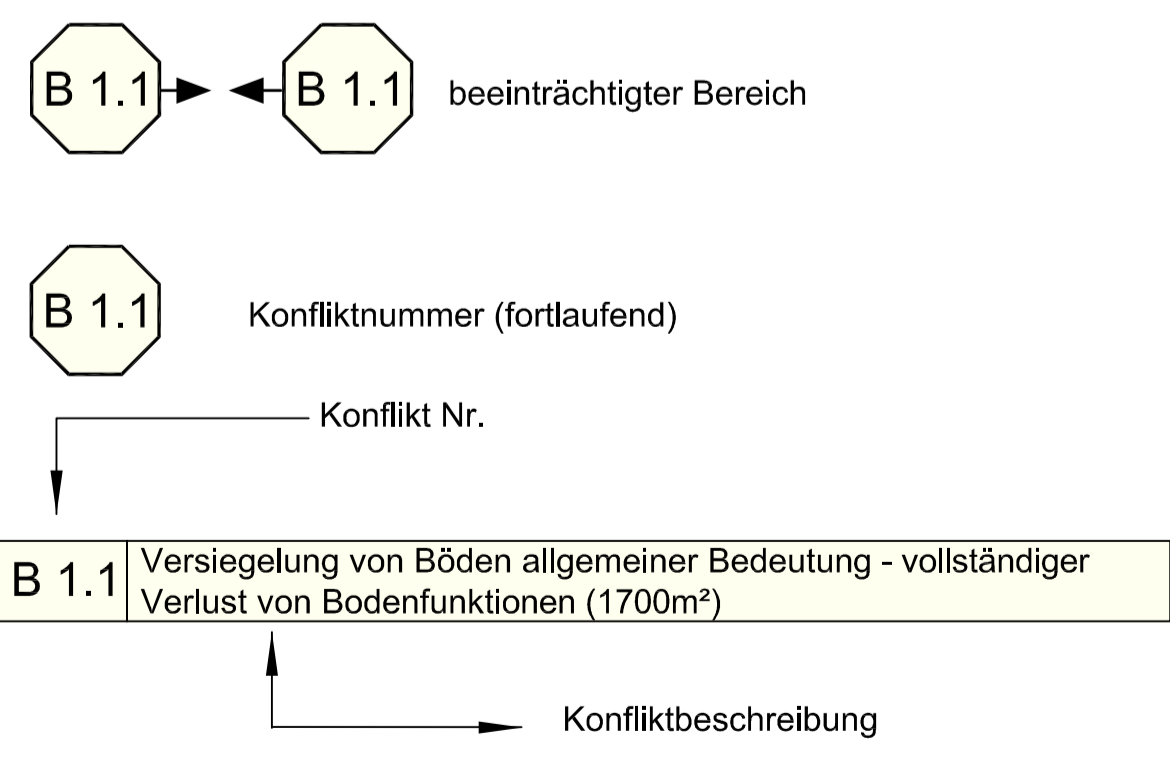 B 1.1 B 1.1 beeinträchtigter Bereich
B 1.1 Konfliktnummer (fortlaufend)
Konflikt Nr.
B 1.1 Versiegelung von Böden allgemeiner Bedeutung - vollständiger
Verlust von Bodenfunktionen (1700m²)
Konfliktbeschreibung